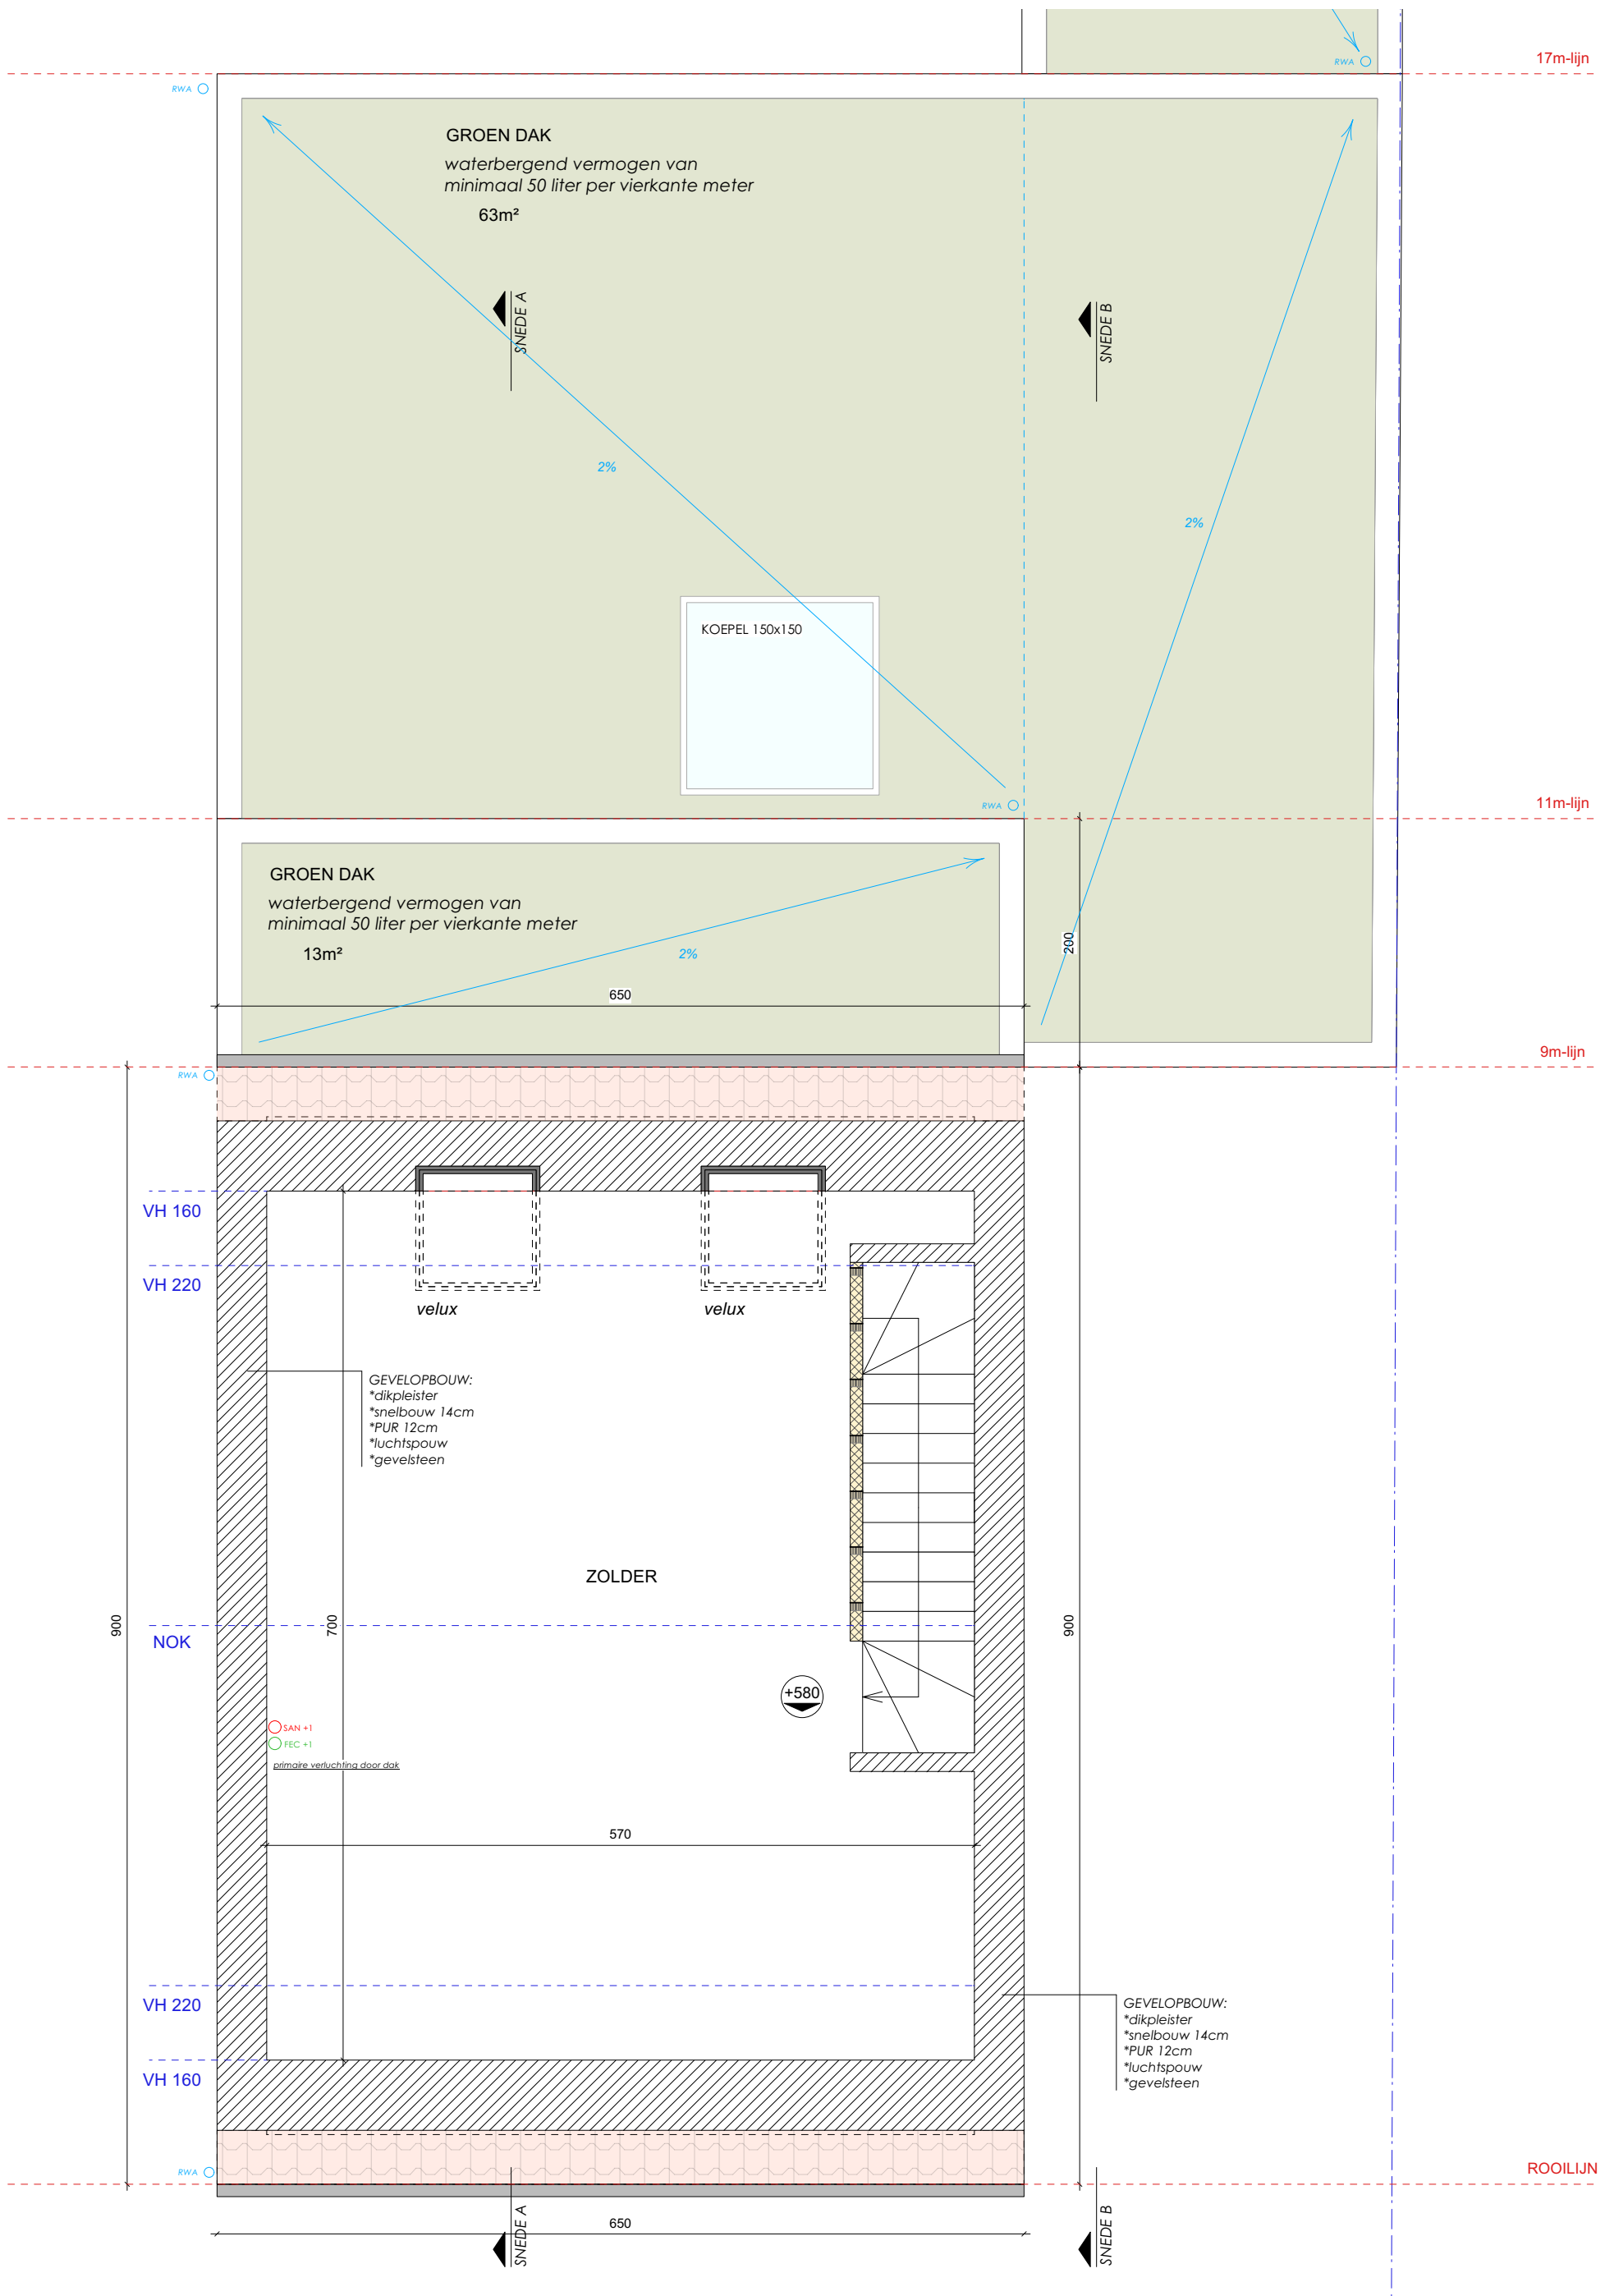 17m-lijn
RWA
RWA
GROEN DAK
waterbergend vermogen van
minimaal 50 liter per vierkante meter
63m²
SNEDE A
SNEDE B
2%
2%
KOEPEL 150x150
RWA
11m-lijn
GROEN DAK
waterbergend vermogen van
minimaal 50 liter per vierkante meter
13m²
2%
200
650
9m-lijn
RWA
VH 160
VH 220
velux
velux
GEVELOPBOUW:
*dikpleister
*snelbouw 14cm
*PUR 12cm
*luchtspouw
*gevelsteen
ZOLDER
900
700
900
NOK
+580
SAN +1
FEC +1
primaire verluchting door dak
570
VH 220
GEVELOPBOUW:
*dikpleister
*snelbouw 14cm
*PUR 12cm
*luchtspouw
*gevelsteen
VH 160
RWA
ROOILIJN
SNEDE A
650
SNEDE B